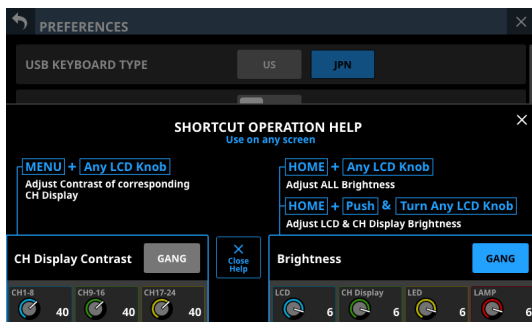 PREFERENCES
USB KEYBOARD TYPE
US
JPN
SHORTCUT OPERATION HELP
Use on any screen
MENU + Any LCD Knob
Adjust Contrast of corresponding
CH Display
HOME + Any LCD Knob
Adjust ALL Brightness
HOME + Push & Turn Any LCD Knob
Adjust LCD & CH Display Brightness
CH Display Contrast
GANG
Close
Help
Brightness
GANG
CH1-8
40
CH9-16
40
CH17-24
40
LCD
6
CH Display
6
LED
6
LAMP
6